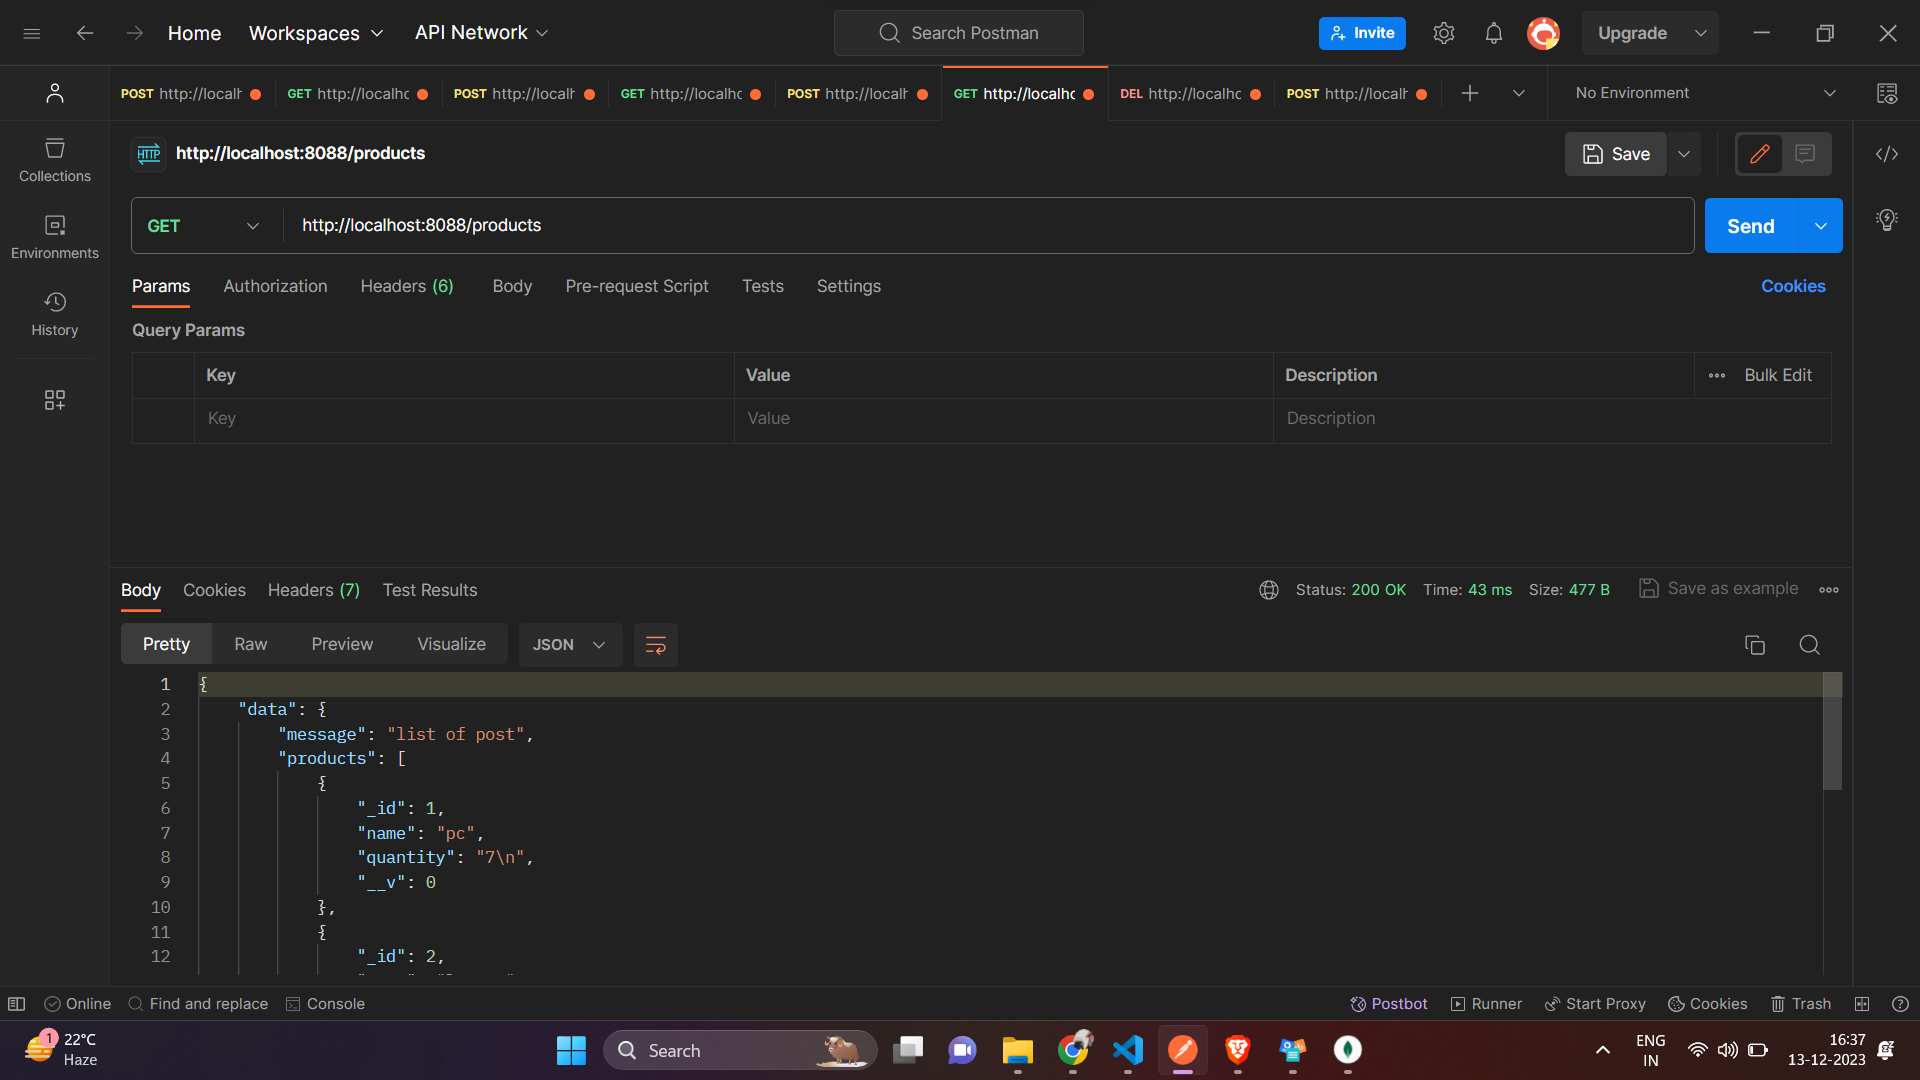 Home Workspaces API Network Search Postman Invite Upgrade
POST http://localh GET http://localhc POST http://localh GET http://localhc POST http://localh GET http://localhc DEL http://localhc POST http://localh No Environment
HTTP http://localhost:8088/products Save
Collections
GET http://localhost:8088/products Send
Environments
Params Authorization Headers (6) Body Pre-request Script Tests Settings Cookies
History
Query Params
Key Value Description Bulk Edit
Key Value Description
Body Cookies Headers (7) Test Results Status: 200 OK Time: 43 ms Size: 477 B Save as example
Pretty Raw Preview Visualize JSON
1 {
2 "data": {
3 "message": "list of post",
4 "products": [
5 {
6 "_id": 1,
7 "name": "pc",
8 "quantity": "7\n",
9 "__v": 0
10 },
11 {
12 "_id": 2,
Online Find and replace Console Postbot Runner Start Proxy Cookies Trash
1 22°C
Haze
Search
ENG
IN
16:37
13-12-2023